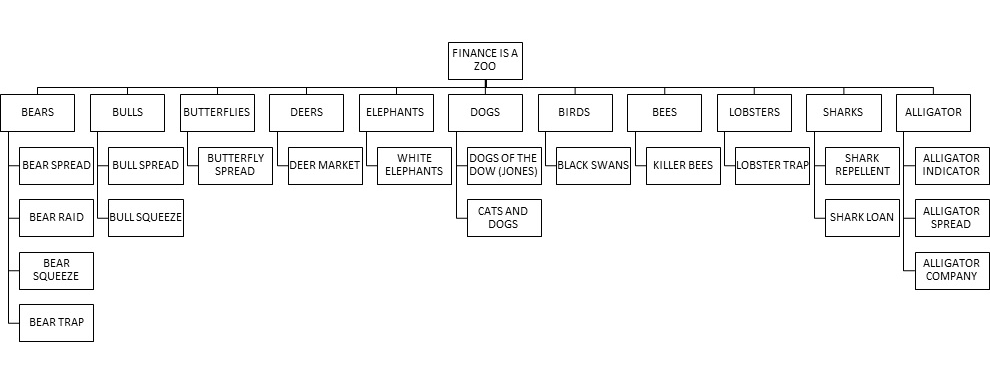 FINANCE IS A
ZOO
BEARS
BULLS
BUTTERFLIES
DEERS
ELEPHANTS
DOGS
BIRDS
BEES
LOBSTERS
SHARKS
ALLIGATOR
BEAR SPREAD
BULL SPREAD
BUTTERFLY
SPREAD
DEER MARKET
WHITE
ELEPHANTS
DOGS OF THE
DOW (JONES)
BLACK SWANS
KILLER BEES
LOBSTER TRAP
SHARK
REPELLENT
ALLIGATOR
INDICATOR
BEAR RAID
BULL SQUEEZE
CATS AND
DOGS
SHARK LOAN
ALLIGATOR
SPREAD
BEAR
SQUEEZE
ALLIGATOR
COMPANY
BEAR TRAP